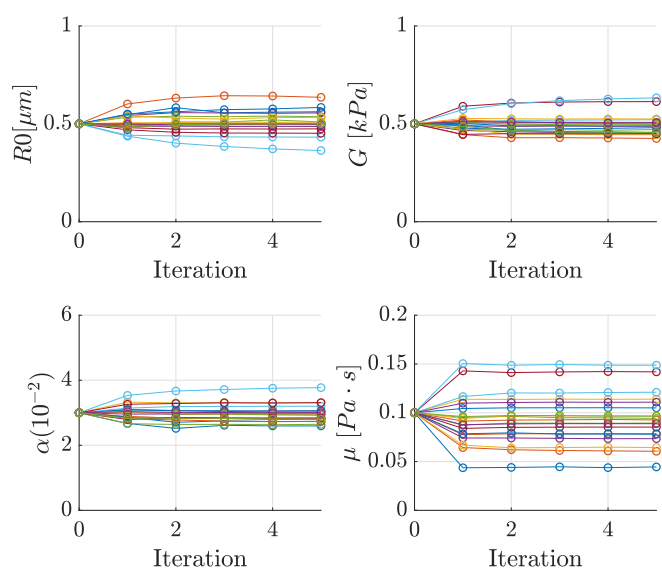 1
0.5
0
R0[μm]
0 2 4
Iteration
1
0.5
0
G [kPa]
0 2 4
Iteration
6
4
2
0
α(10⁻²)
0 2 4
Iteration
0.2
0.15
0.1
0.05
0
μ [Pa · s]
0 2 4
Iteration